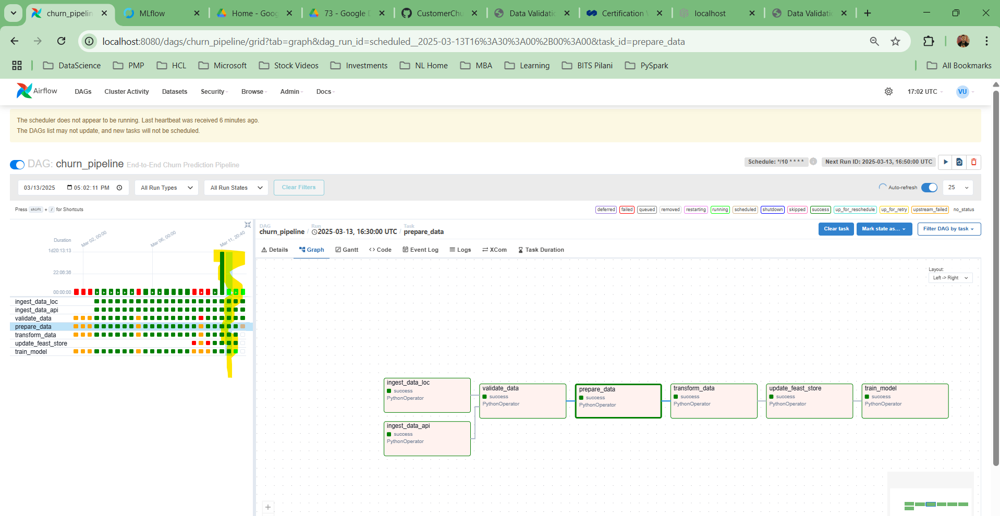 churn_pipelin
MLflow
Home - Goog
73 - Google D
CustomerChu
Data Validatio
Certification V
localhost
Data Validatio
localhost:8080/dags/churn_pipeline/grid?tab=graph&dag_run_id=scheduled__2025-03-13T16%3A30%3A00%2B00%3A00&task_id=prepare_data
DataScience PMP HCL Microsoft Stock Videos Investments NL Home MBA Learning BITS Pilani PySpark All Bookmarks
Airflow DAGs Cluster Activity Datasets Security Browse Admin Docs 17:02 UTC VU
The scheduler does not appear to be running. Last heartbeat was received 6 minutes ago.
The DAGs list may not update, and new tasks will not be scheduled.
DAG: churn_pipeline End-to-End Churn Prediction Pipeline
Schedule: */10 * * * * Next Run ID: 2025-03-13, 16:50:00 UTC
03/13/2025 05:02:11 PM All Run Types All Run States Clear Filters Auto-refresh 25
Press shift + / for Shortcuts
deferred failed queued removed restarting running scheduled shutdown skipped success up_for_reschedule up_for_retry upstream_failed no_status
Duration
Mar 02, 00:00
Mar 06, 00:00
Mar 11, 20:40
1d20:13:13
22:06:36
00:00:00
ingest_data_loc
ingest_data_api
validate_data
prepare_data
transform_data
update_feast_store
train_model
DAG Run Task
churn_pipeline / 2025-03-13, 16:30:00 UTC / prepare_data
Clear task Mark state as... Filter DAG by task
Details Graph Gantt Code Event Log Logs XCom Task Duration
Layout:
Left -> Right
ingest_data_loc
success
PythonOperator
ingest_data_api
success
PythonOperator
validate_data
success
PythonOperator
prepare_data
success
PythonOperator
transform_data
success
PythonOperator
update_feast_store
success
PythonOperator
train_model
success
PythonOperator